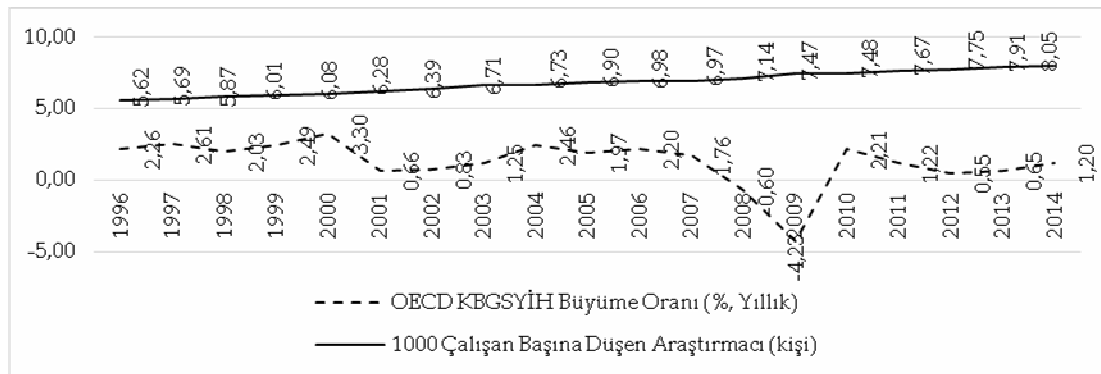 10,00
5,62 5,69 5,87 6,01 6,08 6,28 6,39 6,71 6,73 6,90 6,98 6,97 7,14 7,47 7,48 7,67 7,75 7,91 8,05
5,00
2,26 2,61 2,03 2,49 3,30 0,66 0,83 1,25 2,46 1,97 2,20 1,76 0,60 -4,23 2,21 1,22 0,55 0,65 1,20
0,00
1996 1997 1998 1999 2000 2001 2002 2003 2004 2005 2006 2007 2008 2009 2010 2011 2012 2013 2014
-5,00
OECD KBGSYİH Büyüme Oranı (%, Yıllık)
1000 Çalışan Başına Düşen Araştırmacı (kişi)